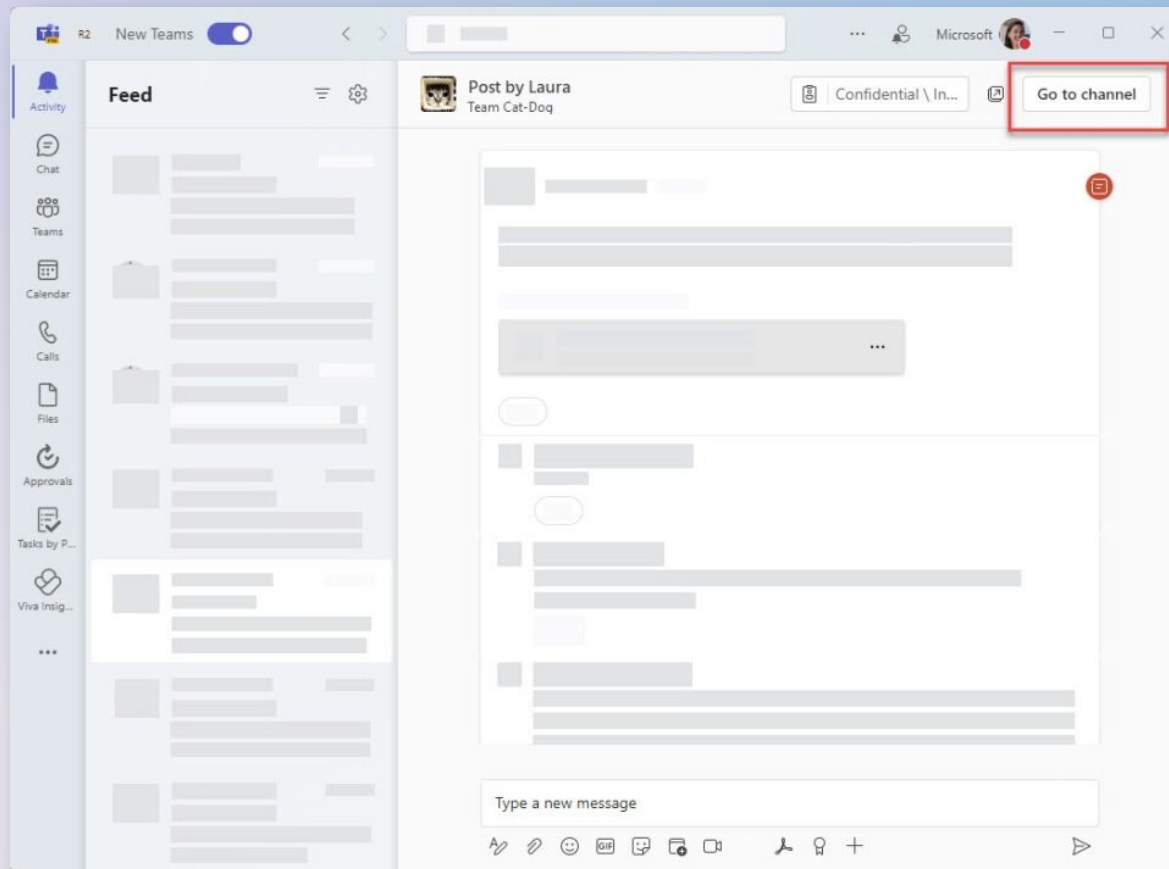 R2 New Teams Microsoft
Activity
Chat
Teams
Calendar
Calls
Files
Approvals
Tasks by P...
Viva Insig...
Feed
Post by Laura
Team Cat-Dog
Confidential \ In...
Go to channel
Type a new message
GIF